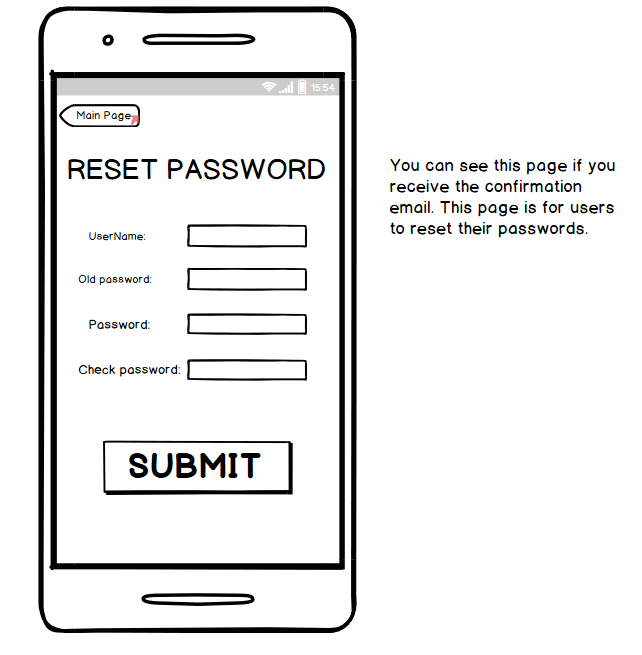 15:54
Main Page
RESET PASSWORD
You can see this page if you
receive the confirmation
email. This page is for users
to reset their passwords.
UserName:
Old password:
Password:
Check password:
SUBMIT